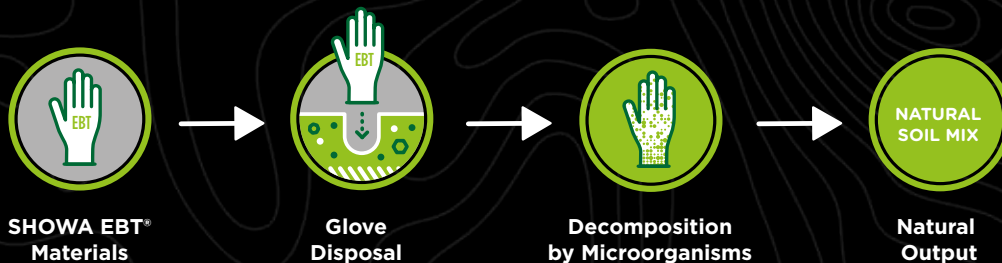 EBT
EBT
NATURAL
SOIL MIX
SHOWA EBT®
Materials
Glove
Disposal
Decomposition
by Microorganisms
Natural
Output